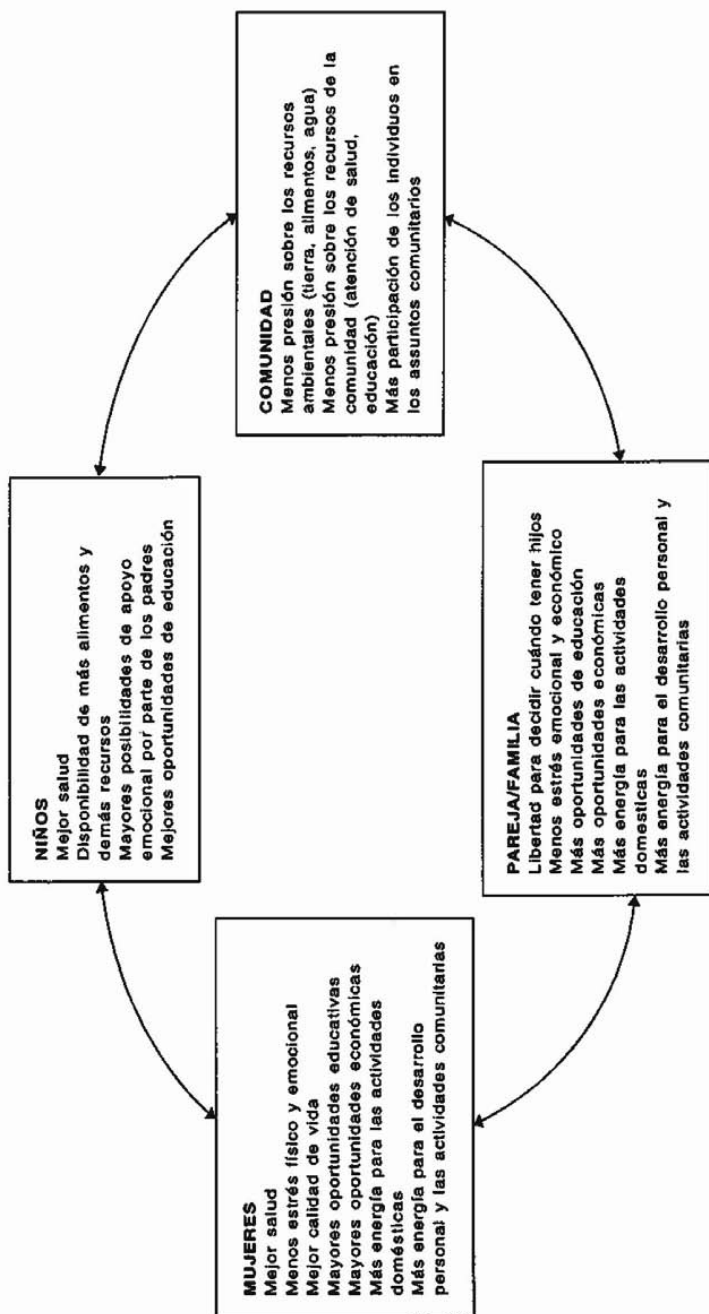 NIÑOS
Mejor salud
Disponibilidad de más alimentos y
demás recursos
Mayores posibilidades de apoyo
emocional por parte de los padres
Mejores oportunidades de educación
MUJERES
Mejor salud
Menos estrés físico y emocional
Mejor calidad de vida
Mayores oportunidades educativas
Mayores oportunidades económicas
Más energía para las actividades
domésticas
Más energía para el desarrollo
personal y las actividades comunitarias
COMUNIDAD
Menos presión sobre los recursos
ambientales (tierra, alimentos, agua)
Menos presión sobre los recursos de la
comunidad (atención de salud,
educación)
Más participación de los individuos en
los assuntos comunitarios
PAREJA/FAMILIA
Libertad para decidir cuándo tener hijos
Menos estrés emocional y económico
Más oportunidades de educación
Más oportunidades económicas
Más energía para las actividades
domesticas
Más energía para el desarrollo personal y
las actividades comunitarias